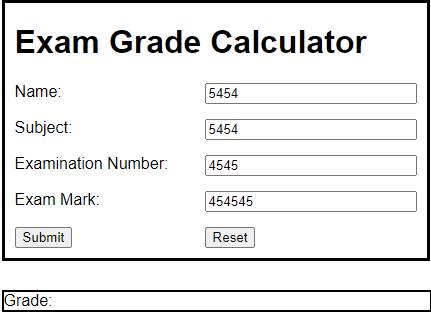 Exam Grade Calculator
Name: 5454
Subject: 5454
Examination Number: 4545
Exam Mark: 454545
Submit Reset
Grade: